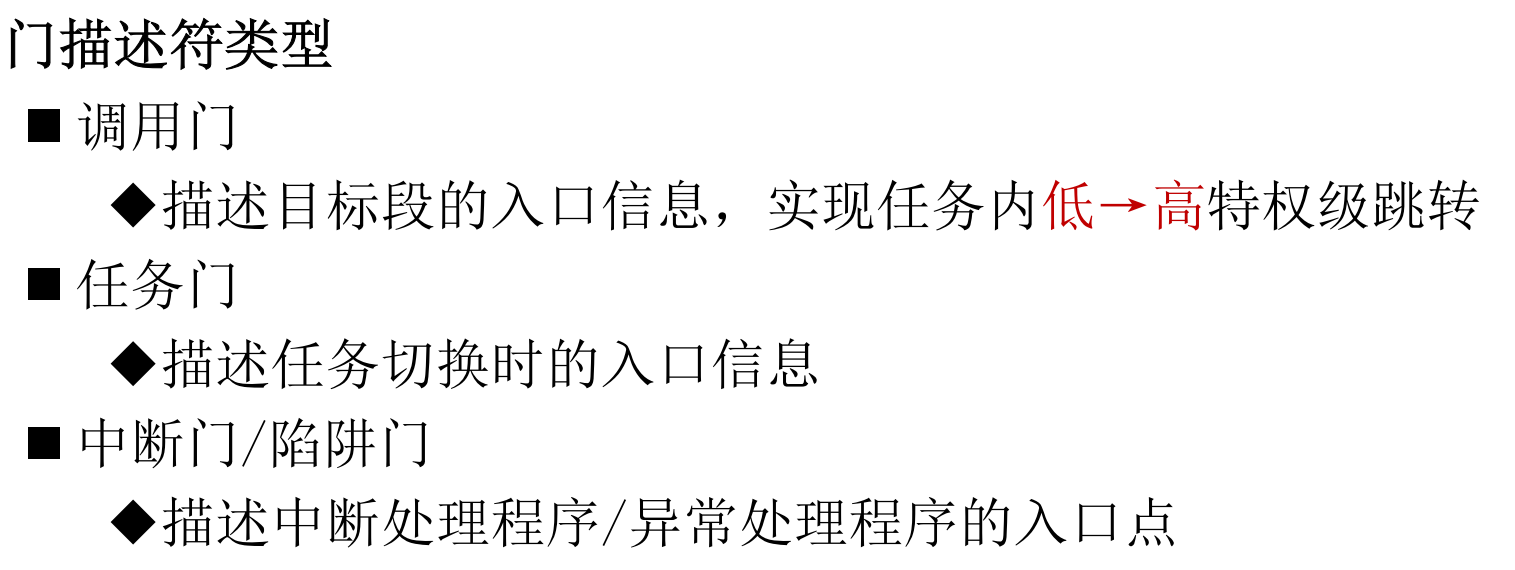 门描述符类型
■ 调用门
◆描述目标段的入口信息，实现任务内低→高特权级跳转
■ 任务门
◆描述任务切换时的入口信息
■ 中断门/陷阱门
◆描述中断处理程序/异常处理程序的入口点